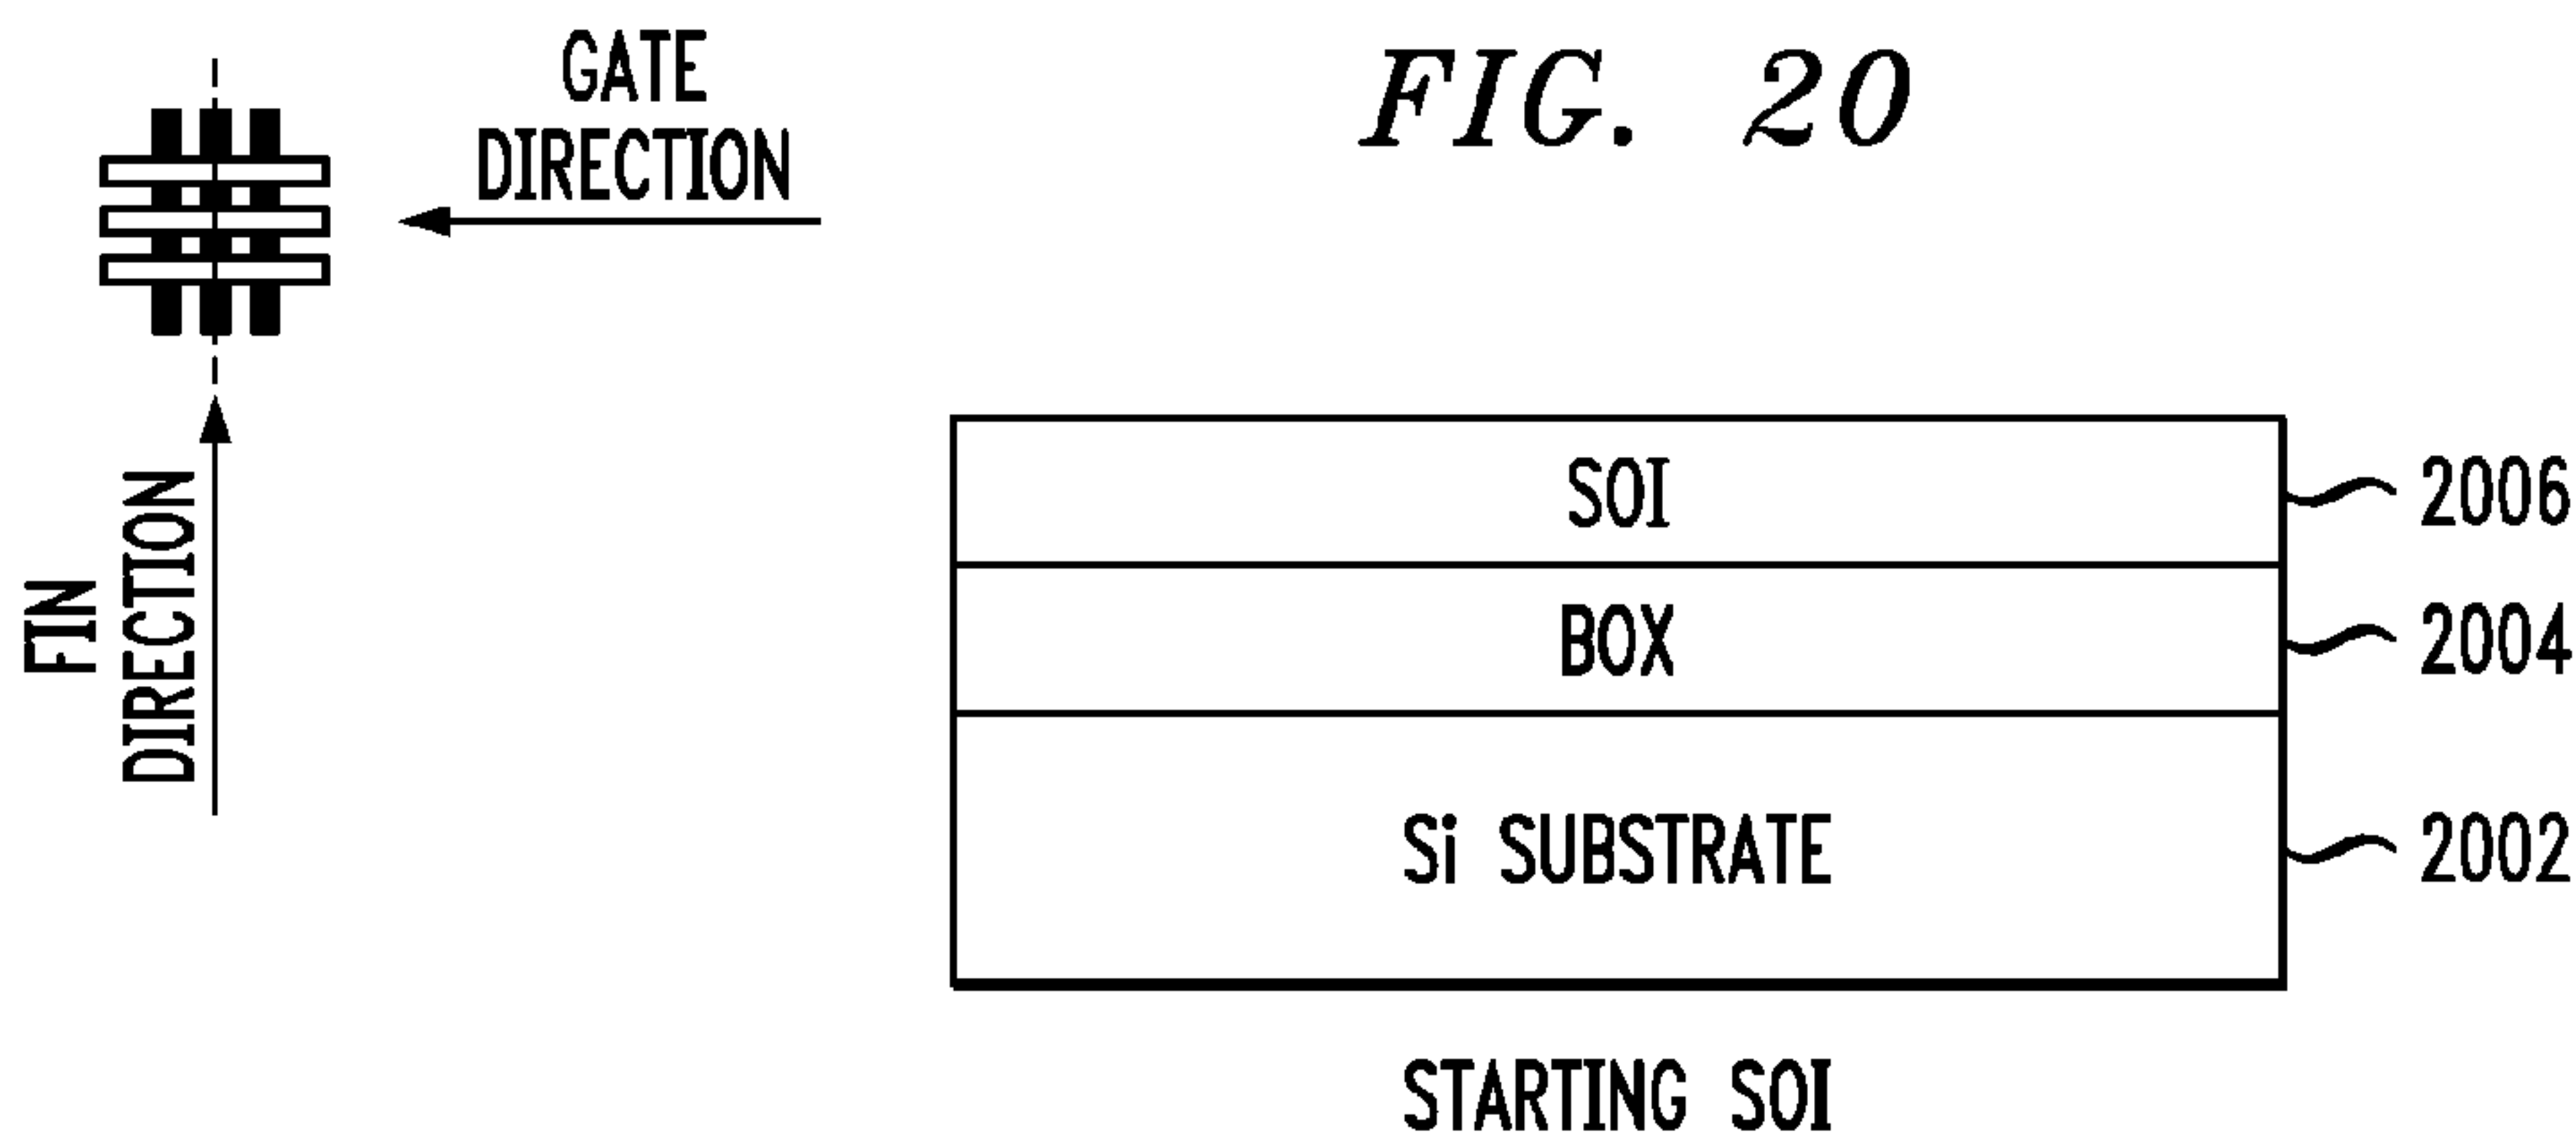 FIG. 20
GATE
DIRECTION
FIN
DIRECTION
SOI
2006
BOX
2004
Si SUBSTRATE
2002
STARTING SOI